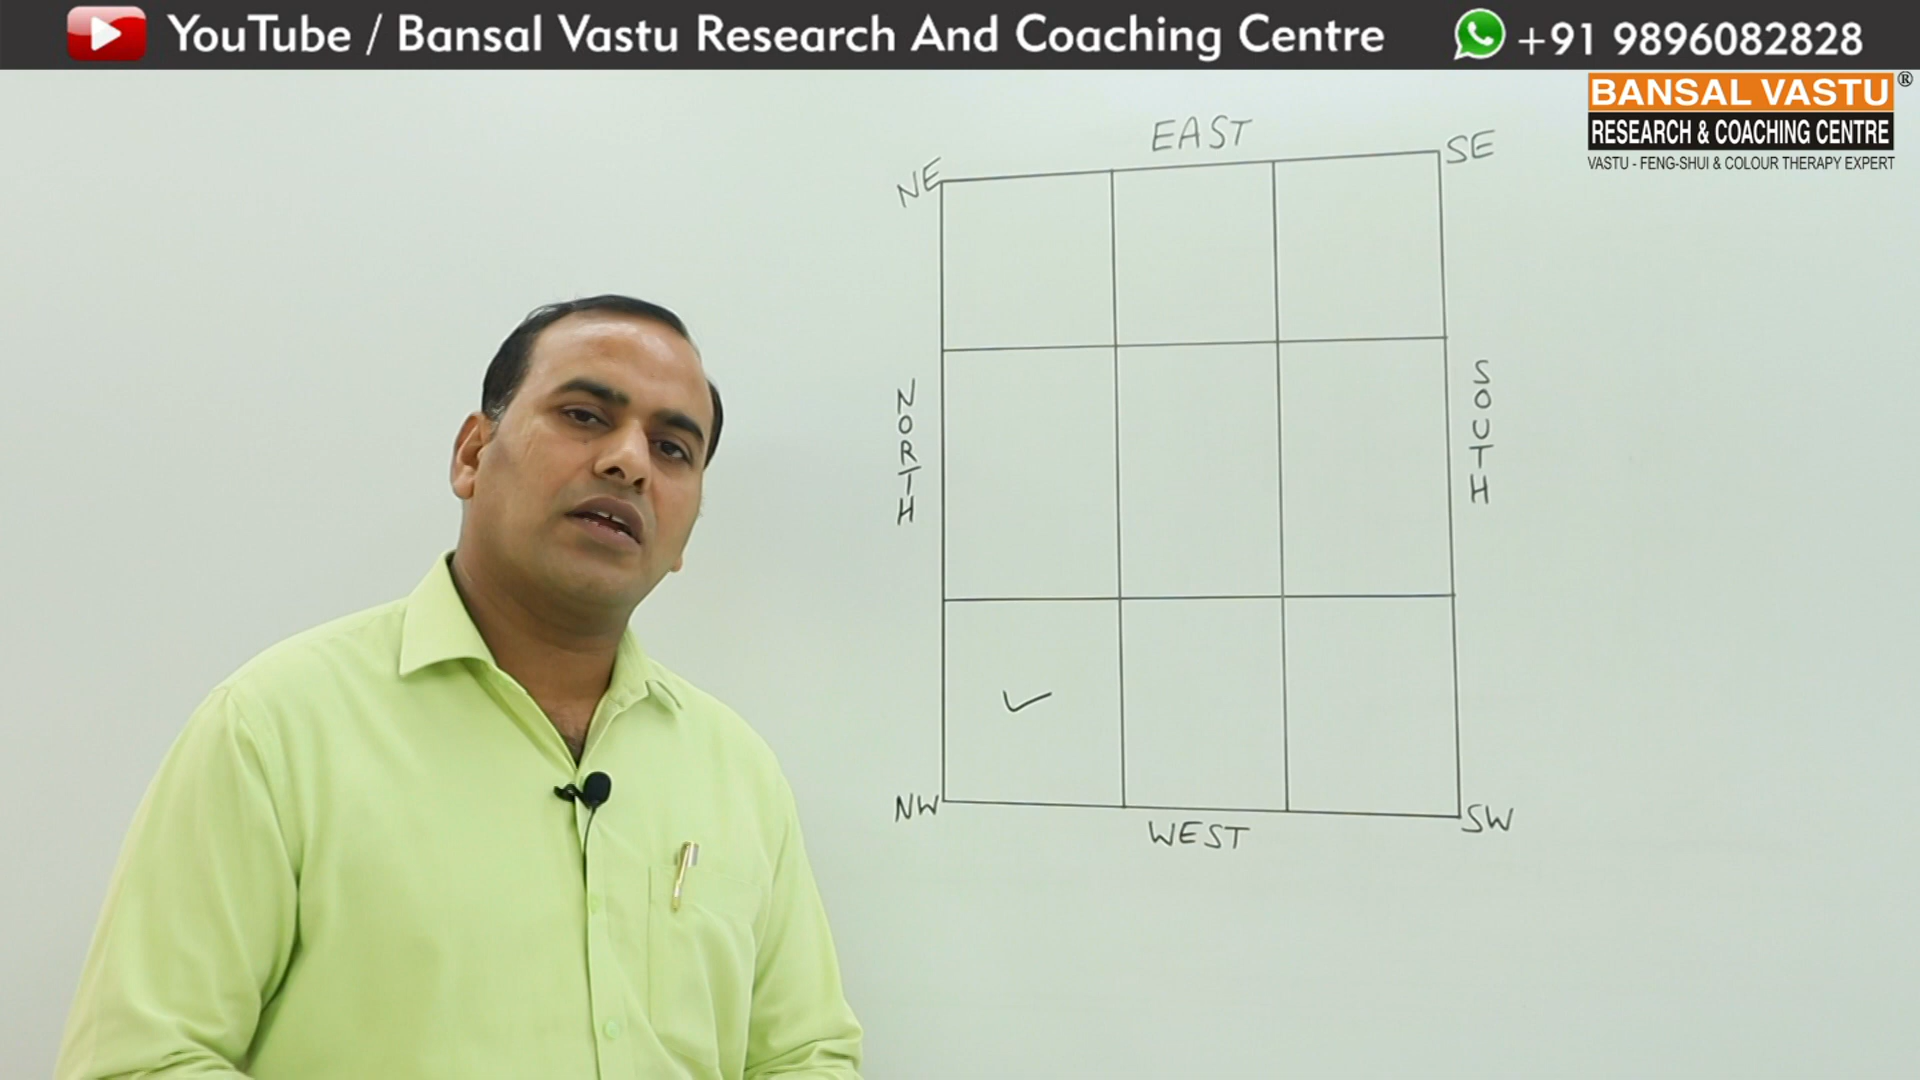 YouTube / Bansal Vastu Research And Coaching Centre
+91 9896082828
BANSAL VASTU ®
RESEARCH & COACHING CENTRE
VASTU - FENG-SHUI & COLOUR THERAPY EXPERT
EAST
NE
SE
NORTH
SOUTH
NW
SW
WEST